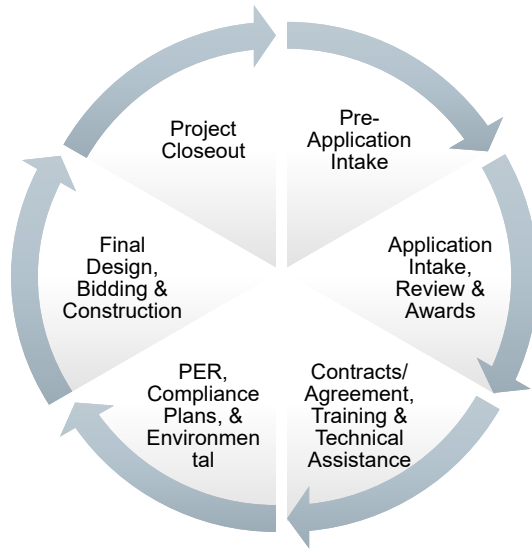 Pre-
Application
Intake
Application
Intake,
Review &
Awards
Contracts/
Agreement,
Training &
Technical
Assistance
PER,
Compliance
Plans, &
Environmen
tal
Final
Design,
Bidding &
Construction
Project
Closeout